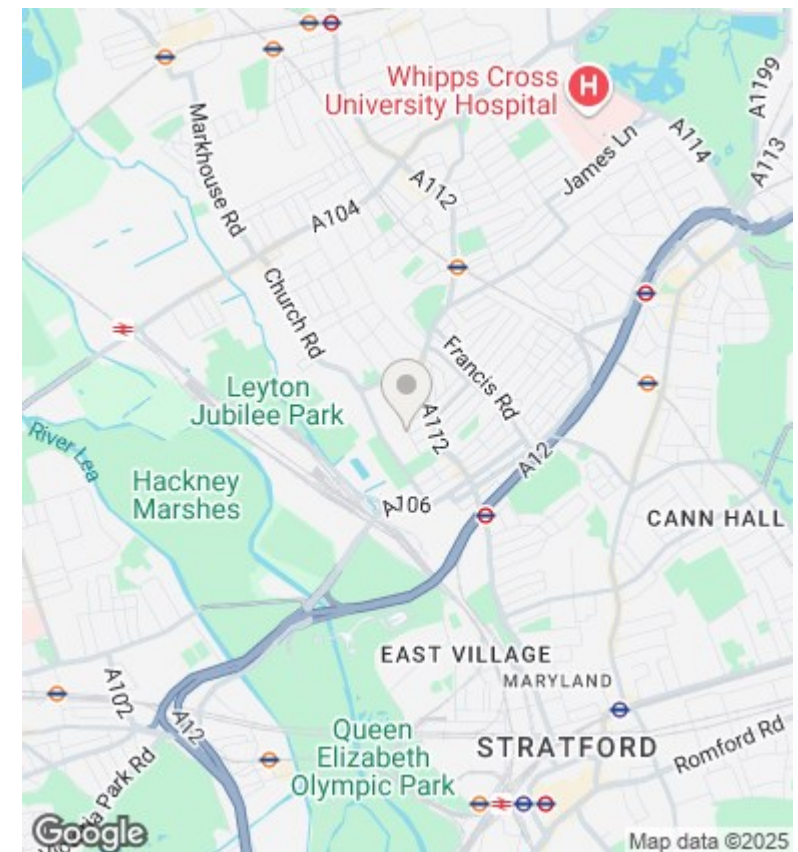 Whipps Cross
University Hospital
H
A1199
A114
A113
James Ln
Markhouse Rd
A112
A104
Church Rd
Francis Rd
Leyton
Jubilee Park
A112
River Lea
Hackney
Marshes
A12
A106
CANN HALL
EAST VILLAGE
MARYLAND
A102
A12
Queen
Elizabeth
Olympic Park
STRATFORD
Romford Rd
Park Rd
Google
Map data ©2025